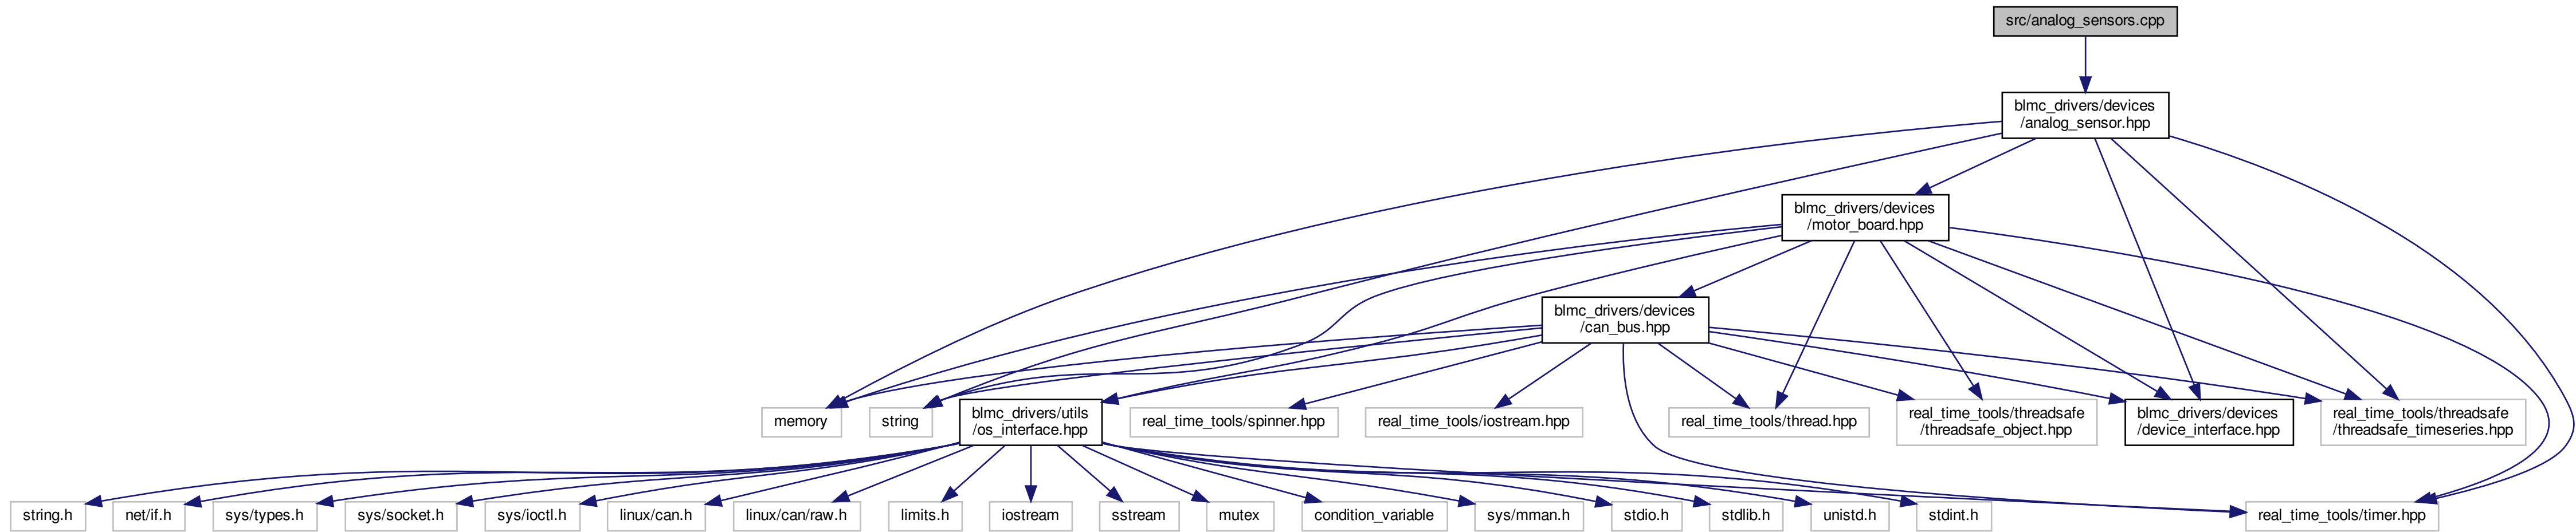 src/analog_sensors.cpp
blmc_drivers/devices
/analog_sensor.hpp
blmc_drivers/devices
/motor_board.hpp
blmc_drivers/devices
/can_bus.hpp
memory
string
blmc_drivers/utils
/os_interface.hpp
real_time_tools/spinner.hpp
real_time_tools/iostream.hpp
real_time_tools/thread.hpp
real_time_tools/threadsafe
/threadsafe_object.hpp
blmc_drivers/devices
/device_interface.hpp
real_time_tools/threadsafe
/threadsafe_timeseries.hpp
string.h
net/if.h
sys/types.h
sys/socket.h
sys/ioctl.h
linux/can.h
linux/can/raw.h
limits.h
iostream
sstream
mutex
condition_variable
sys/mman.h
stdio.h
stdlib.h
unistd.h
stdint.h
real_time_tools/timer.hpp